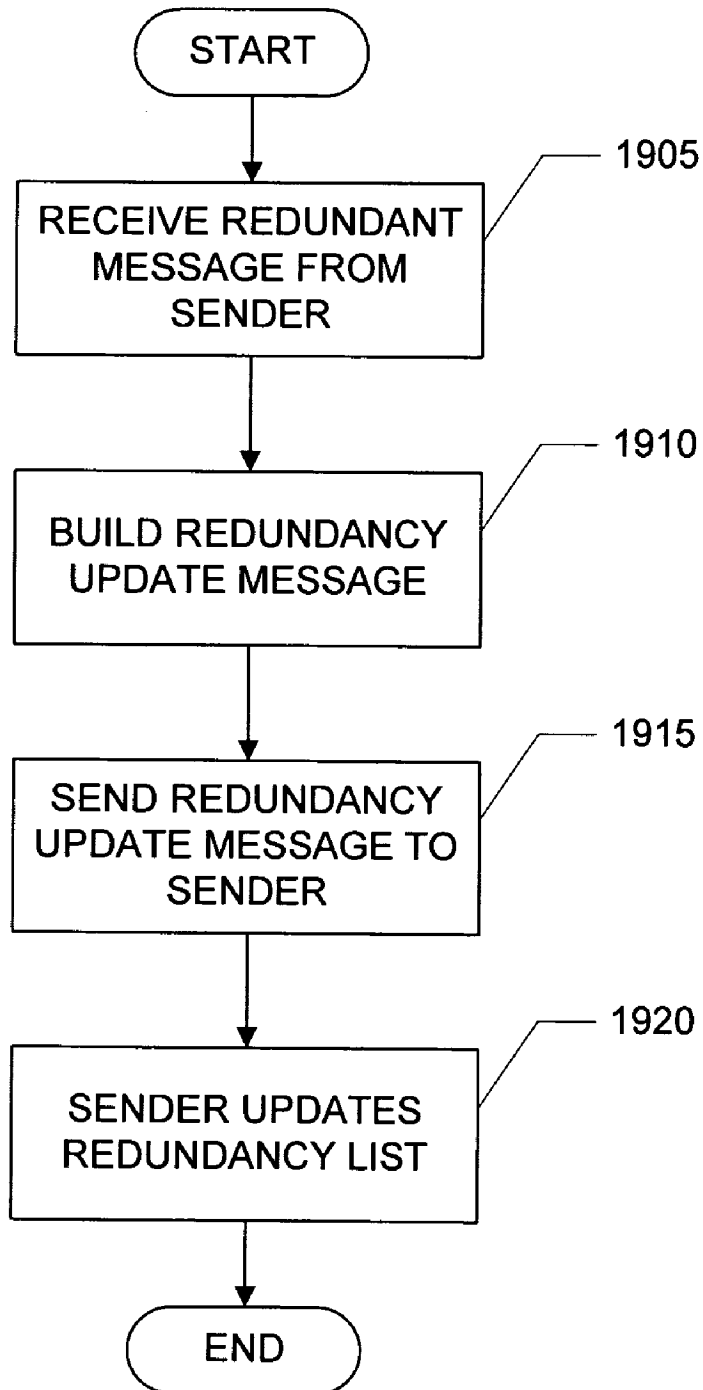 START
1905
RECEIVE REDUNDANT
MESSAGE FROM
SENDER
1910
BUILD REDUNDANCY
UPDATE MESSAGE
1915
SEND REDUNDANCY
UPDATE MESSAGE TO
SENDER
1920
SENDER UPDATES
REDUNDANCY LIST
END